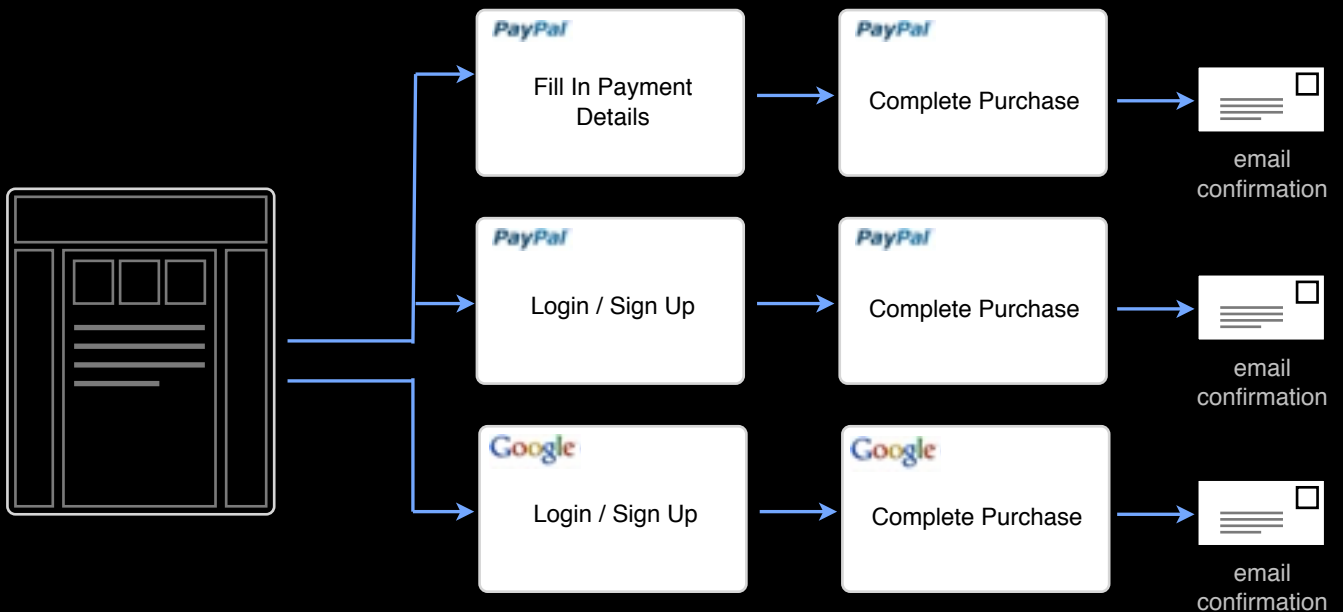 PayPal
Fill In Payment
Details
PayPal
Complete Purchase
email
confirmation
PayPal
Login / Sign Up
PayPal
Complete Purchase
email
confirmation
Google
Login / Sign Up
Google
Complete Purchase
email
confirmation